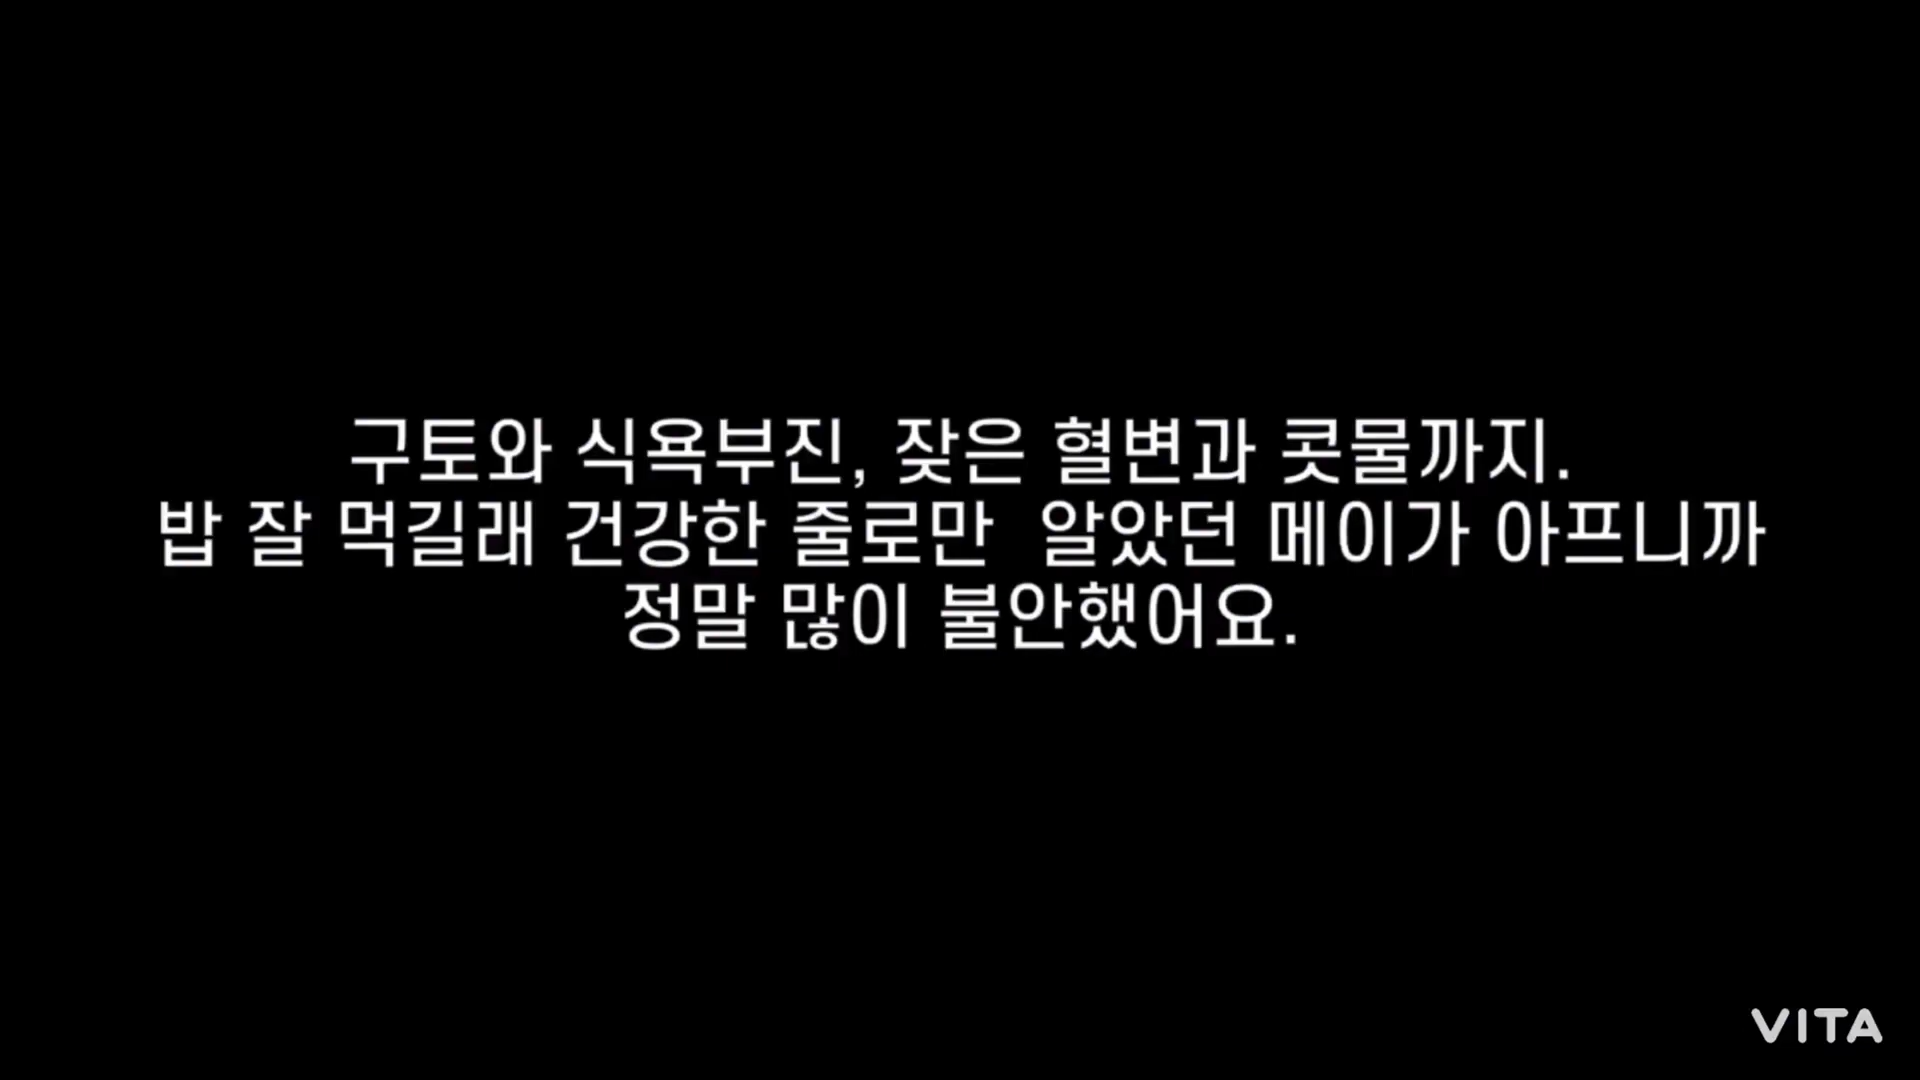 구토와 식욕부진, 잦은 혈변과 콧물까지.
밥 잘 먹길래 건강한 줄로만 알았던 메이가 아프니까
정말 많이 불안했어요.
VITA